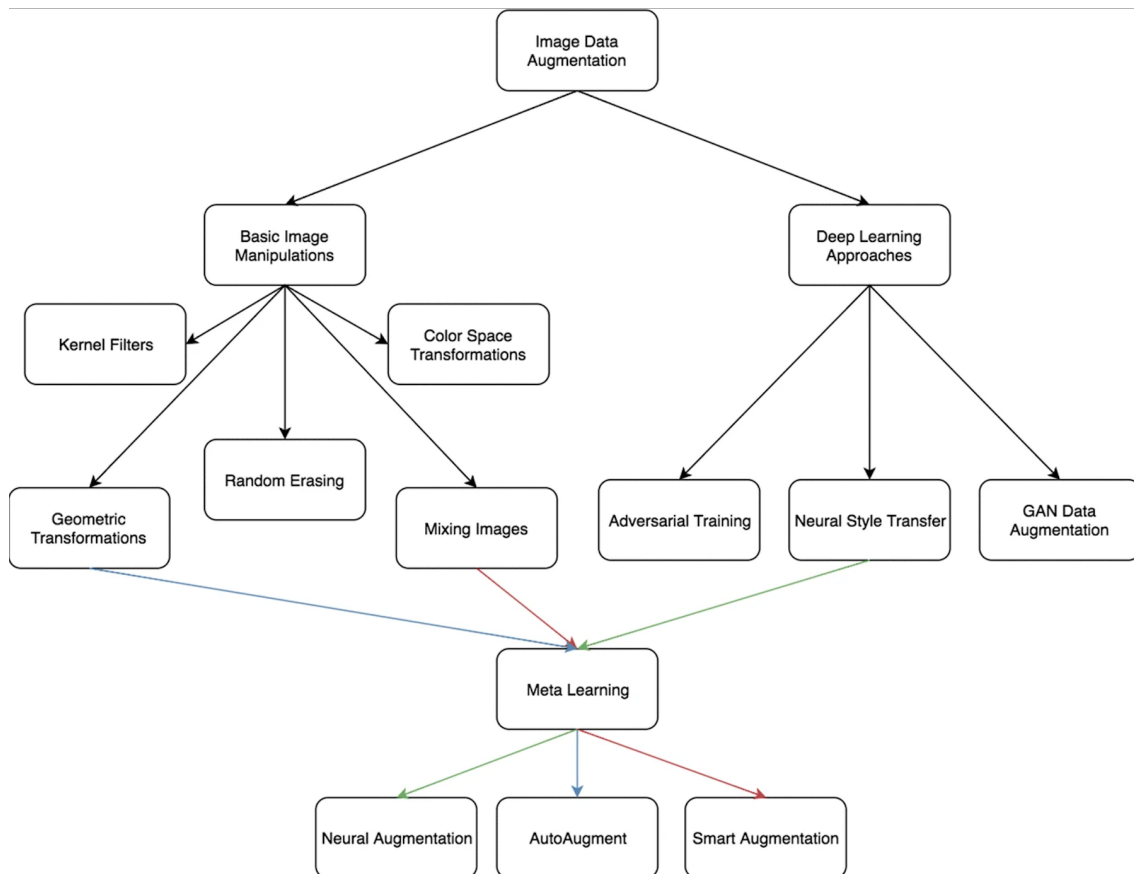 Image Data
Augmentation
Basic Image
Manipulations
Deep Learning
Approaches
Kernel Filters
Color Space
Transformations
Geometric
Transformations
Random Erasing
Mixing Images
Adversarial Training
Neural Style Transfer
GAN Data
Augmentation
Meta Learning
Neural Augmentation
AutoAugment
Smart Augmentation